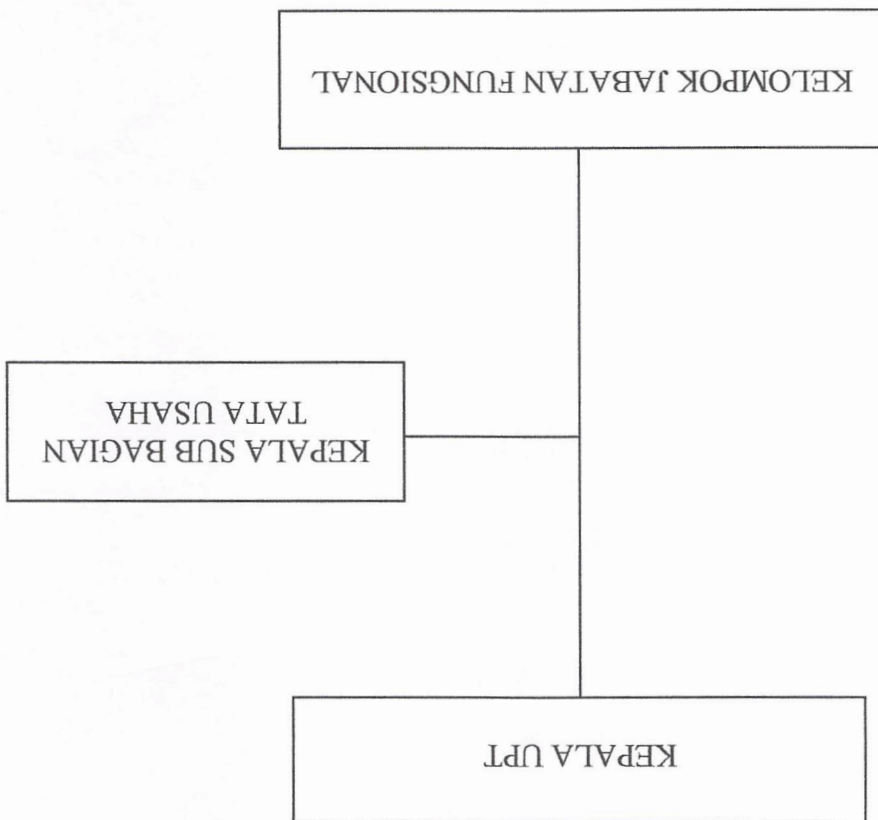 KEPALA UPT
KEPALA SUB BAGIAN
TATA USAHA
KELOMPOK JABATAN FUNGSIONAL